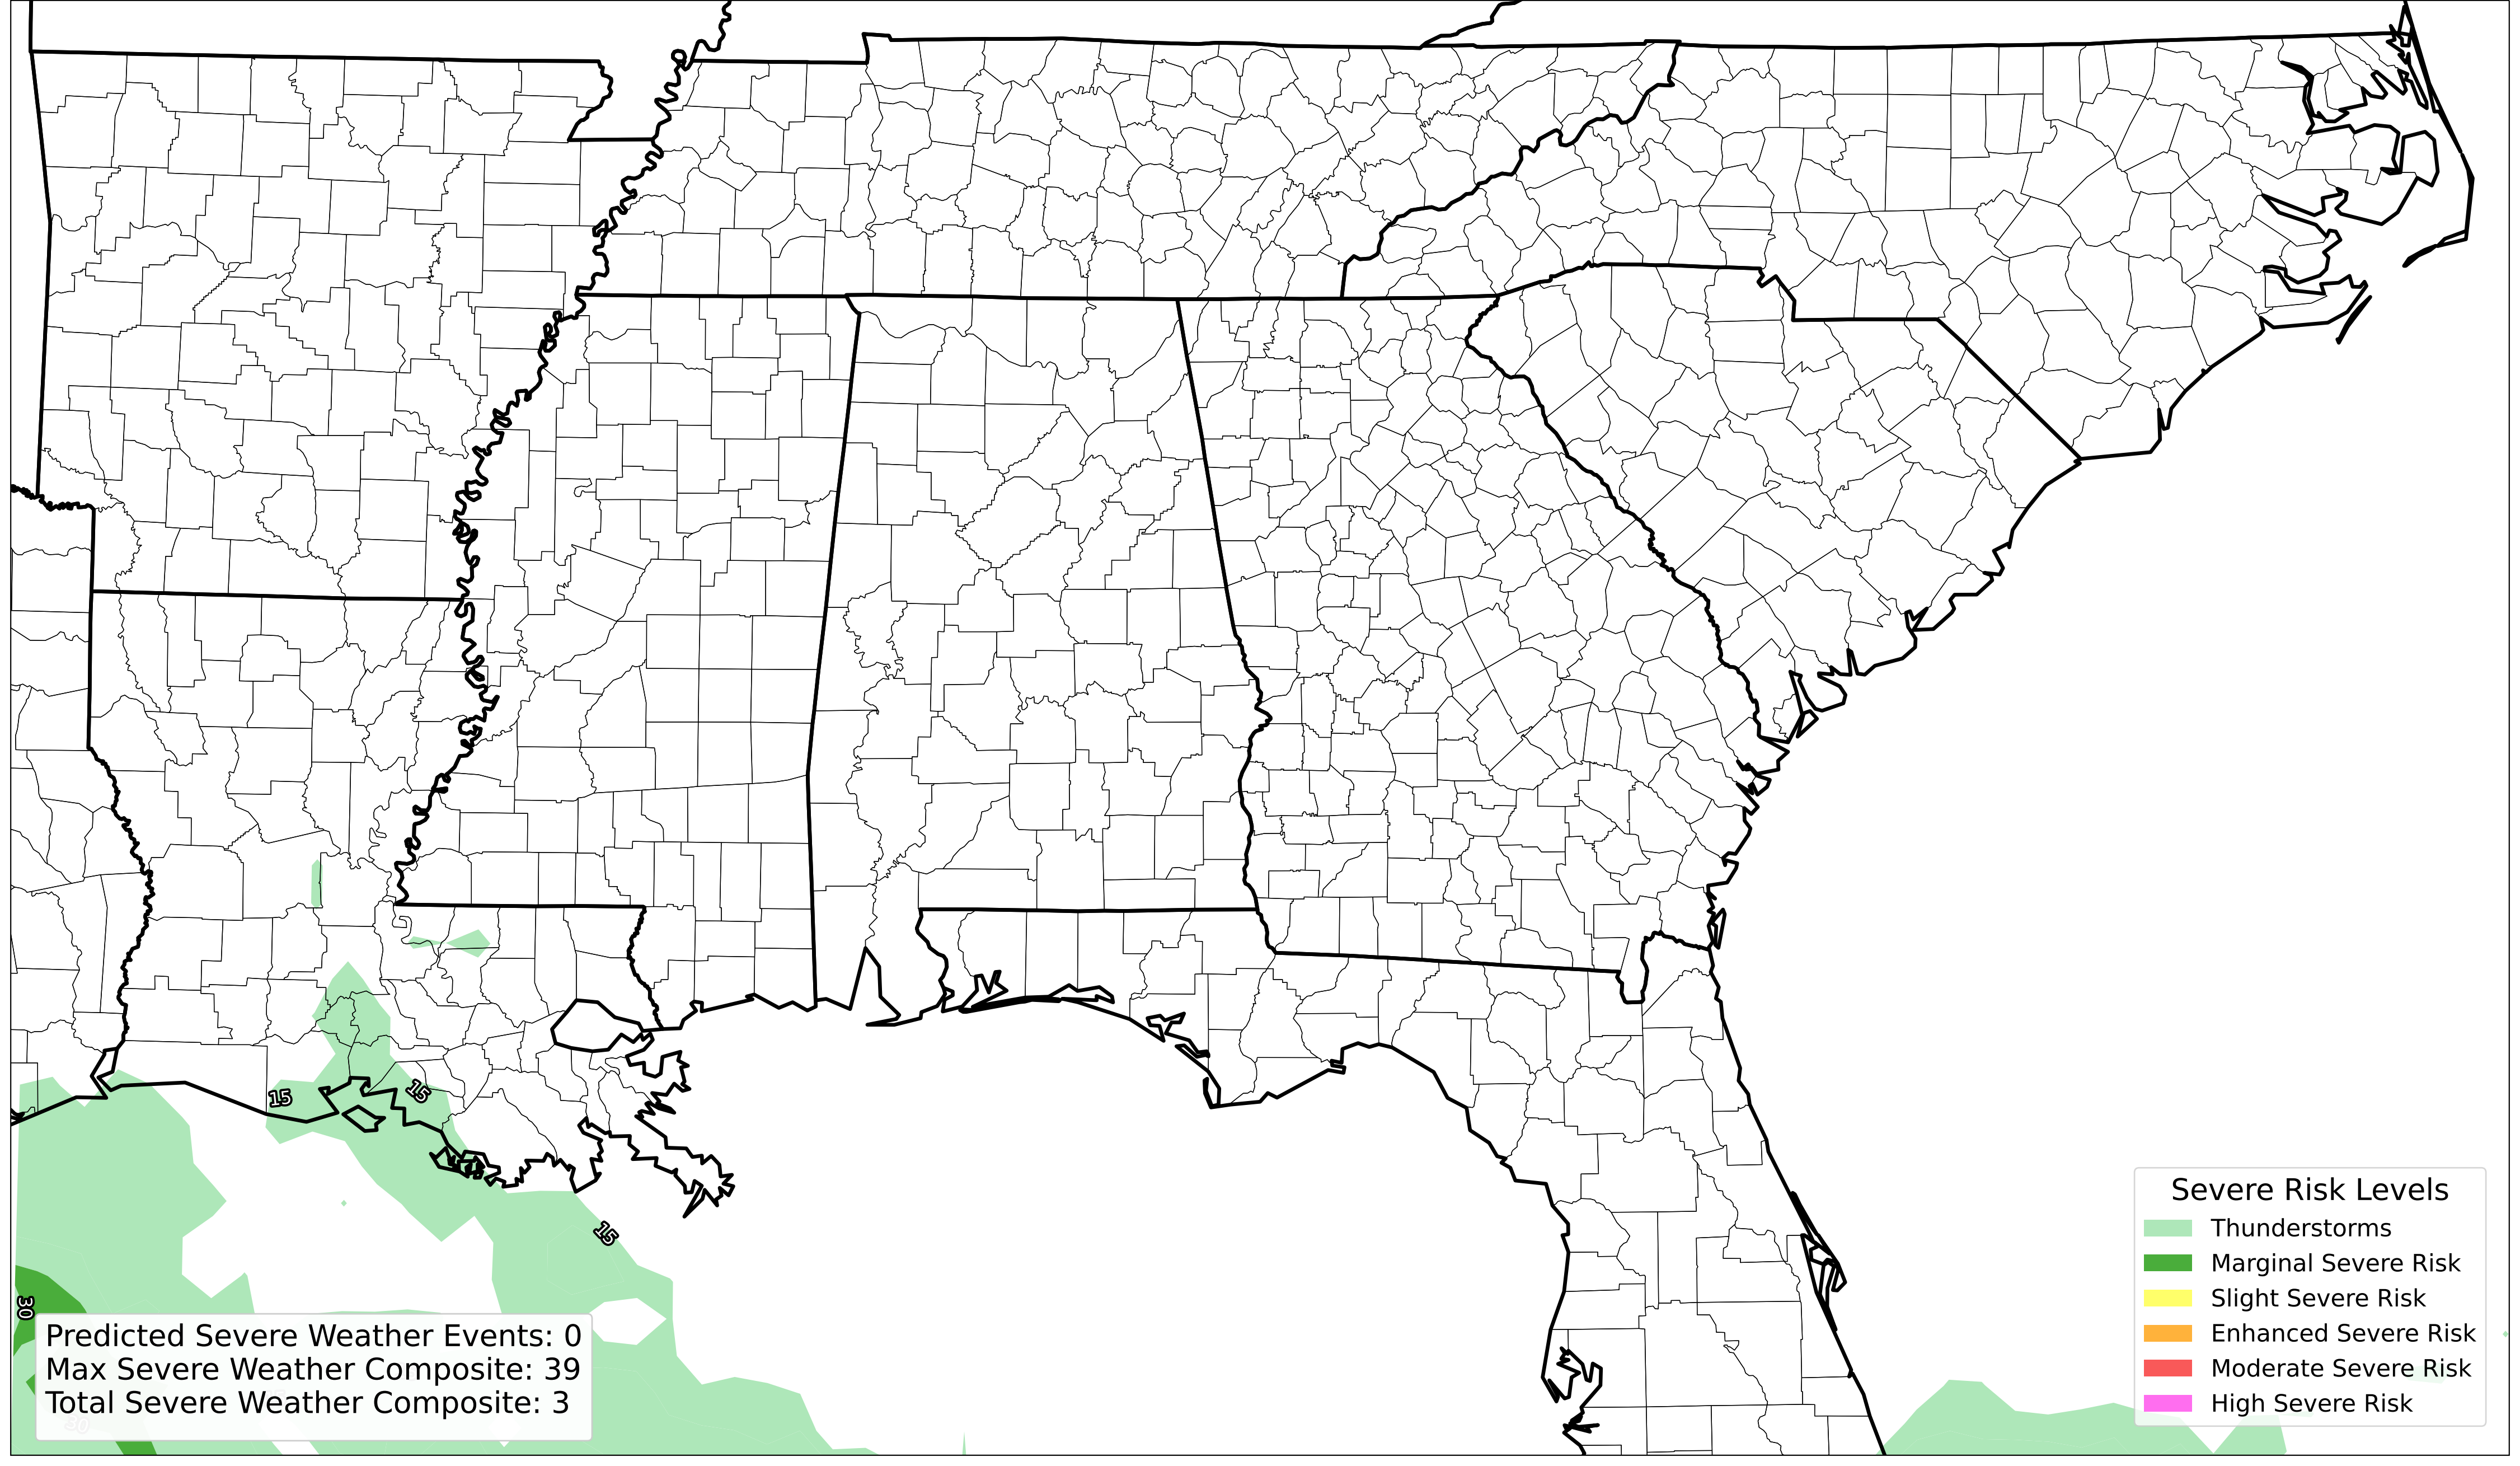 15
15
15
30
Predicted Severe Weather Events: 0
Max Severe Weather Composite: 39
Total Severe Weather Composite: 3
30
Severe Risk Levels
Thunderstorms
Marginal Severe Risk
Slight Severe Risk
Enhanced Severe Risk
Moderate Severe Risk
High Severe Risk